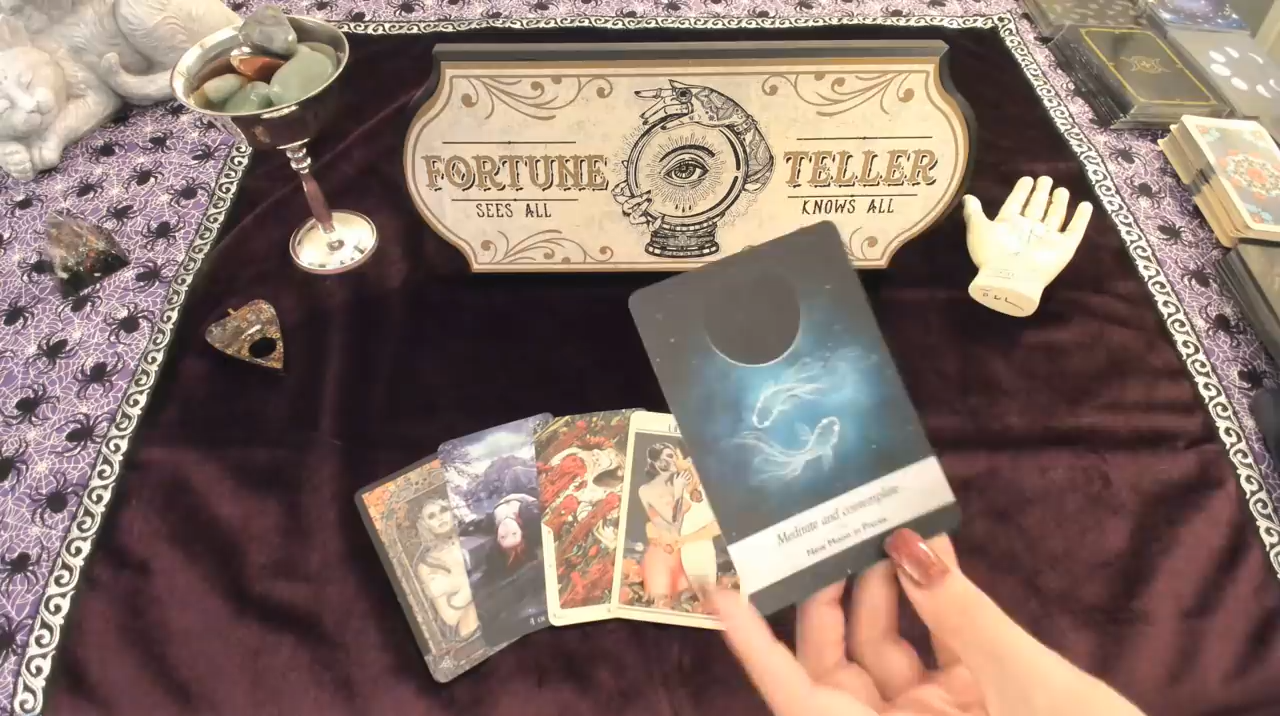 FORTUNE TELLER
SEES ALL
KNOWS ALL
Meditate and contemplate
New Moon in Pisces